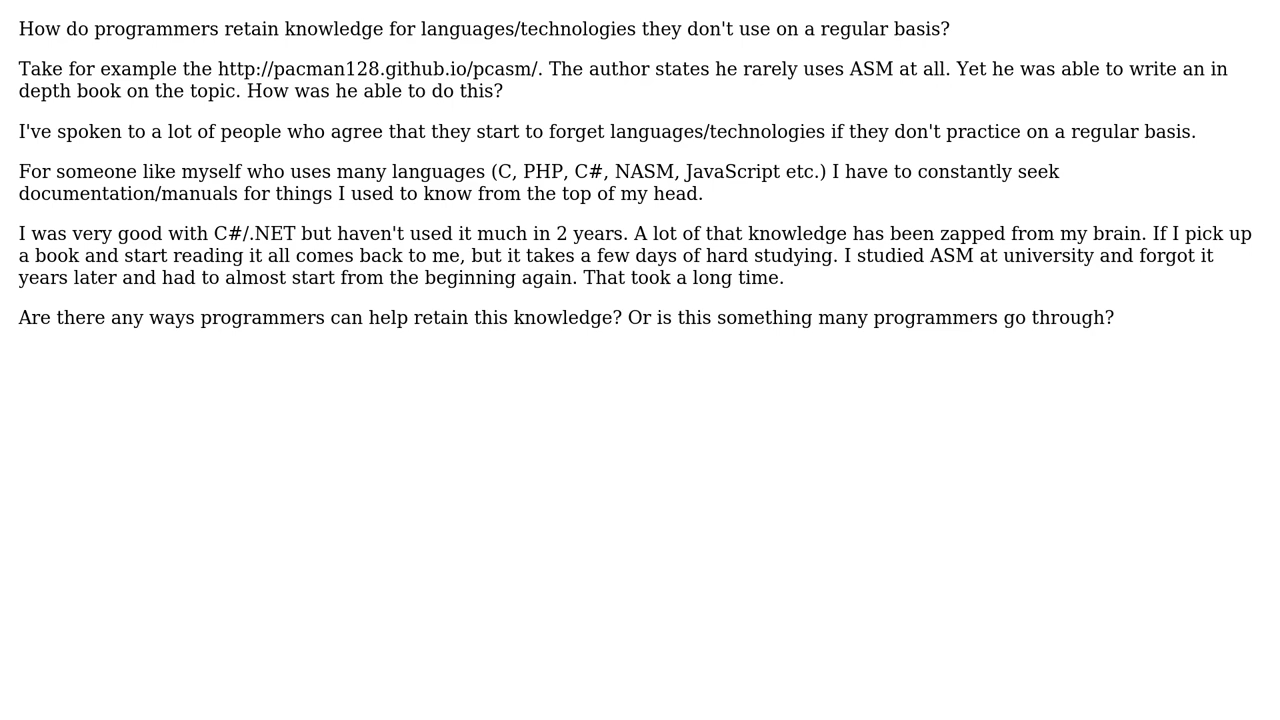 How do programmers retain knowledge for languages/technologies they don't use on a regular basis?
Take for example the http://pacman128.github.io/pcasm/. The author states he rarely uses ASM at all. Yet he was able to write an in
depth book on the topic. How was he able to do this?
I've spoken to a lot of people who agree that they start to forget languages/technologies if they don't practice on a regular basis.
For someone like myself who uses many languages (C, PHP, C#, NASM, JavaScript etc.) I have to constantly seek
documentation/manuals for things I used to know from the top of my head.
I was very good with C#/.NET but haven't used it much in 2 years. A lot of that knowledge has been zapped from my brain. If I pick up
a book and start reading it all comes back to me, but it takes a few days of hard studying. I studied ASM at university and forgot it
years later and had to almost start from the beginning again. That took a long time.
Are there any ways programmers can help retain this knowledge? Or is this something many programmers go through?